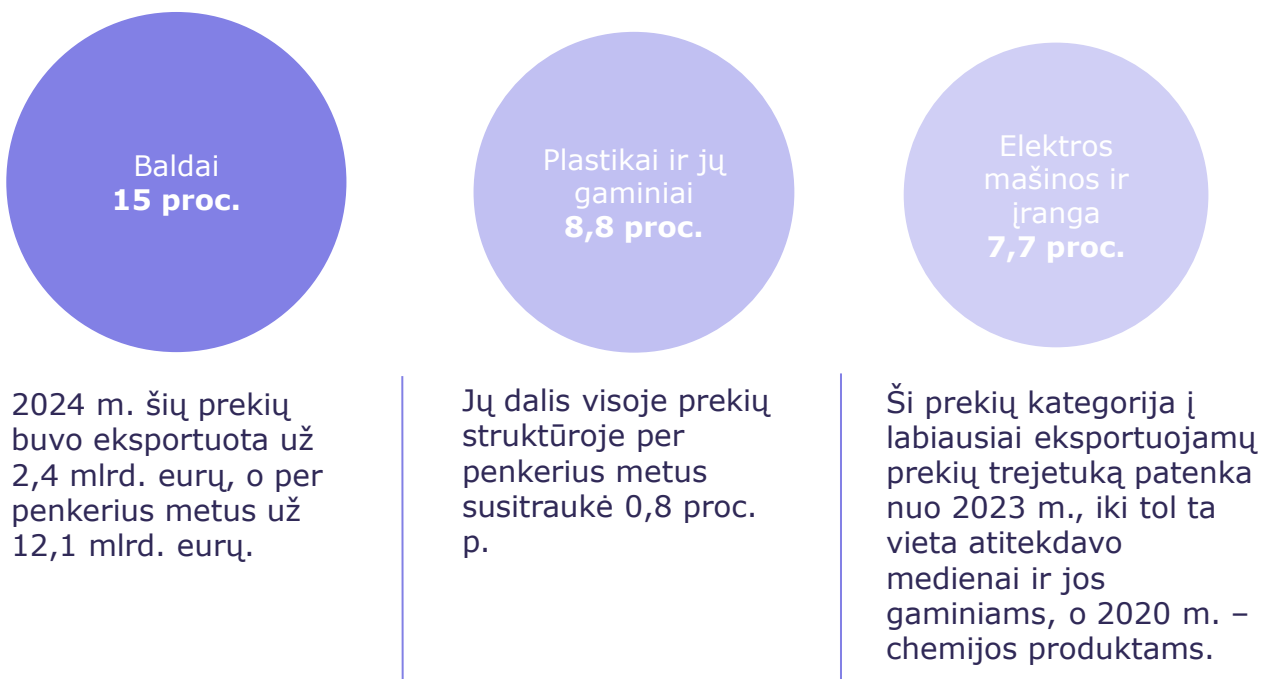 Baldai
15 proc.
Plastikai ir jų
gaminiai
8,8 proc.
Elektros
mašinos ir
įranga
7,7 proc.
2024 m. šių prekių
buvo eksportuota už
2,4 mlrd. eurų, o per
penkerius metus už
12,1 mlrd. eurų.
Jų dalis visoje prekių
struktūroje per
penkerius metus
susitraukė 0,8 proc.
p.
Ši prekių kategorija į
labiausiai eksportuojamų
prekių trejetuką patenka
nuo 2023 m., iki tol ta
vieta atitekdavo
medienai ir jos
gaminiams, o 2020 m. –
chemijos produktams.